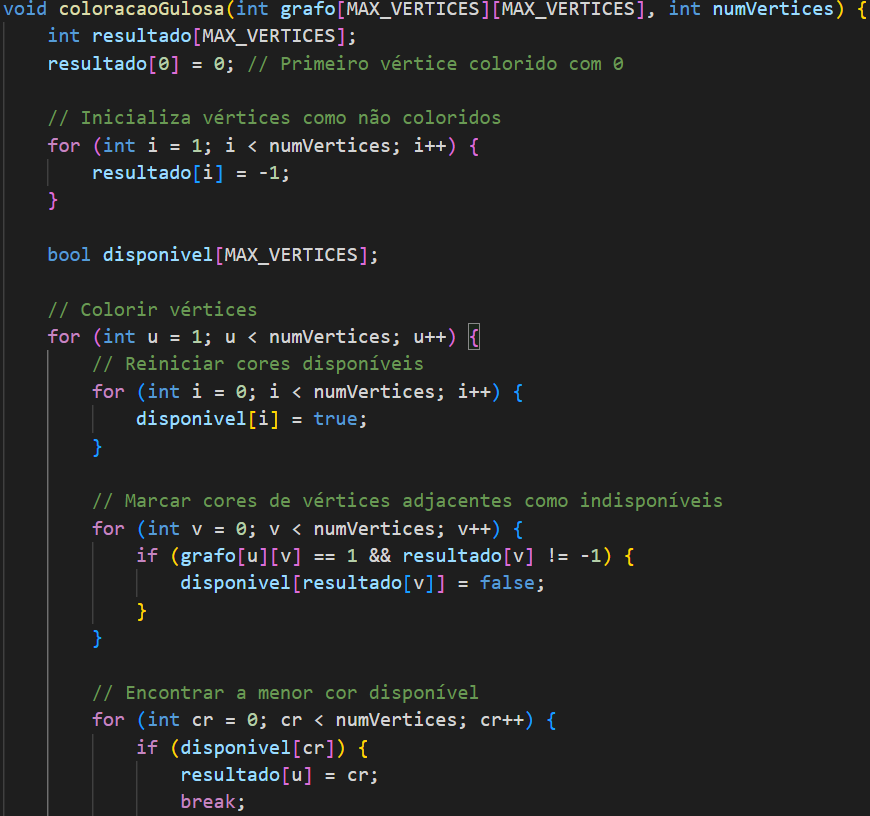 void coloracaoGulosa(int grafo[MAX_VERTICES][MAX_VERTICES], int numVertices) {
    int resultado[MAX_VERTICES];
    resultado[0] = 0; // Primeiro vértice colorido com 0

    // Inicializa vértices como não coloridos
    for (int i = 1; i < numVertices; i++) {
        resultado[i] = -1;
    }

    bool disponivel[MAX_VERTICES];

    // Colorir vértices
    for (int u = 1; u < numVertices; u++) {
        // Reiniciar cores disponíveis
        for (int i = 0; i < numVertices; i++) {
            disponivel[i] = true;
        }

        // Marcar cores de vértices adjacentes como indisponíveis
        for (int v = 0; v < numVertices; v++) {
            if (grafo[u][v] == 1 && resultado[v] != -1) {
                disponivel[resultado[v]] = false;
            }
        }

        // Encontrar a menor cor disponível
        for (int cr = 0; cr < numVertices; cr++) {
            if (disponivel[cr]) {
                resultado[u] = cr;
                break;